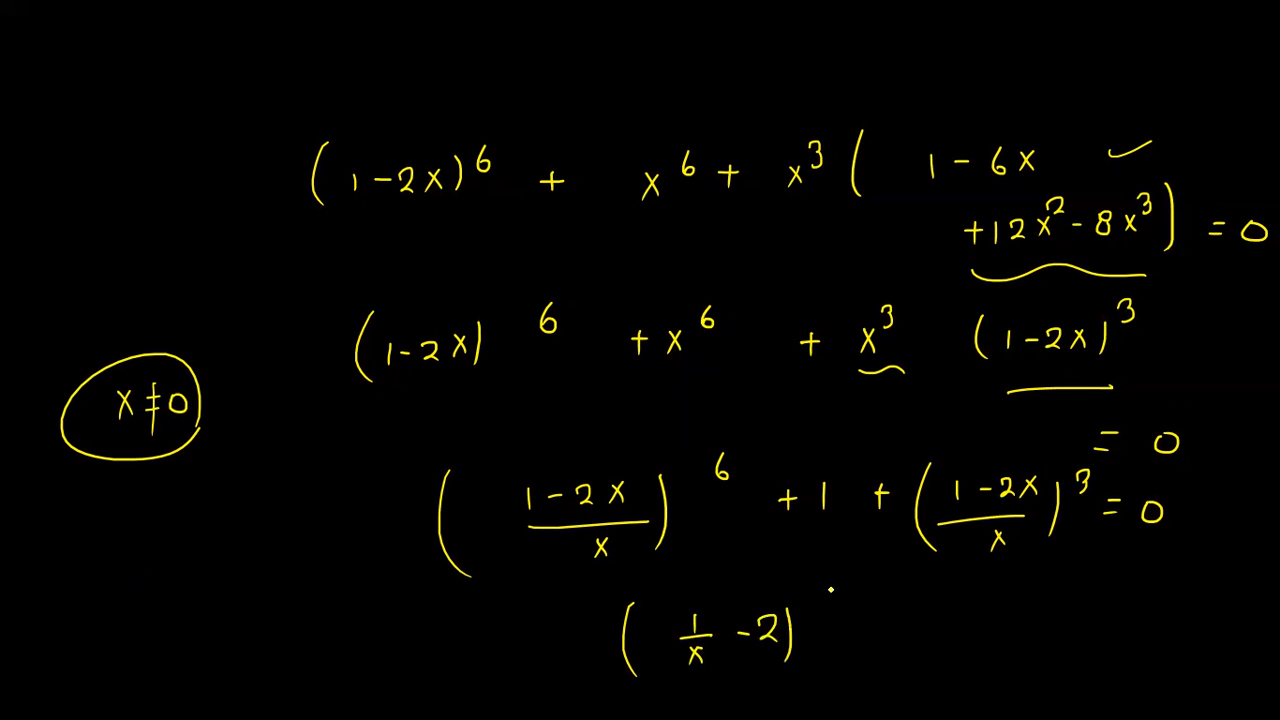 (1-2x)^6 + x^6 + x^3 ( 1 - 6x
+12x^2 - 8x^3 ) = 0
(1-2x)^6 + x^6 + x^3 (1-2x)^3
x ≠ 0
= 0
( (1-2x)/x )^6 + 1 + ( (1-2x)/x )^3 = 0
( 1/x - 2 )